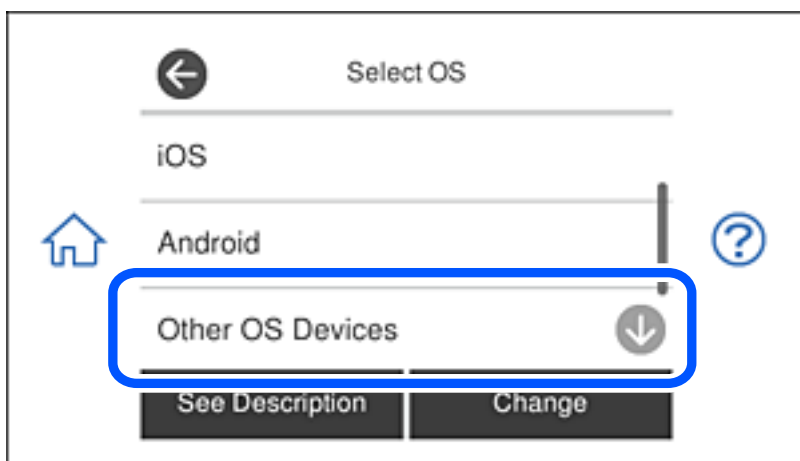 Select OS
iOS
Android
?
Other OS Devices
See Description Change